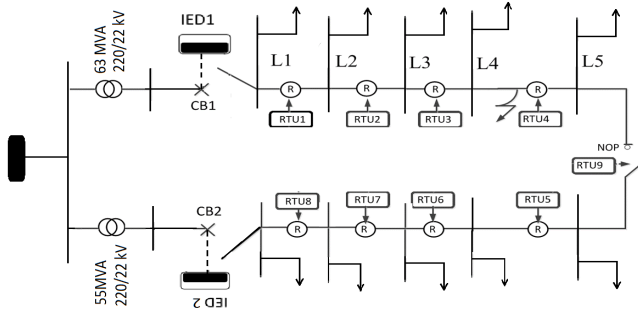 IED1
63 MVA
220/22 kV
CB1
L1
L2
L3
L4
L5
R
R
R
R
RTU1
RTU2
RTU3
RTU4
NOP
RTU9
RTU8
RTU7
RTU6
RTU5
R
R
R
R
CB2
55MVA
220/22 kV
IED 2